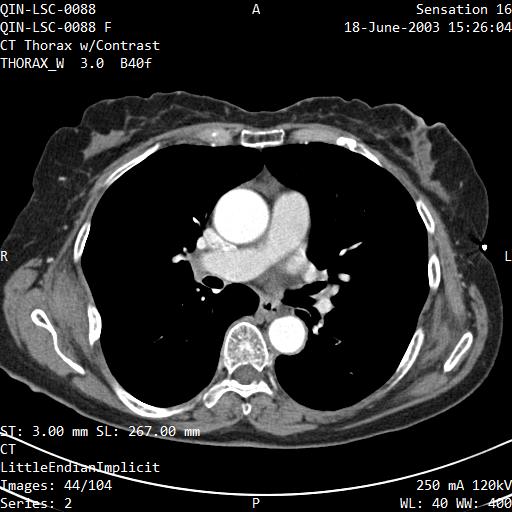 QIN-LSC-0088 A Sensation 16
QIN-LSC-0088 F 18-June-2003 15:26:04
CT Thorax w/Contrast
THORAX_W 3.0 B40f
R L
ST: 3.00 mm SL: 267.00 mm
CT
LittleEndianImplicit
Images: 44/104 250 mA 120kV
Series: 2 P WL: 40 WW: 400